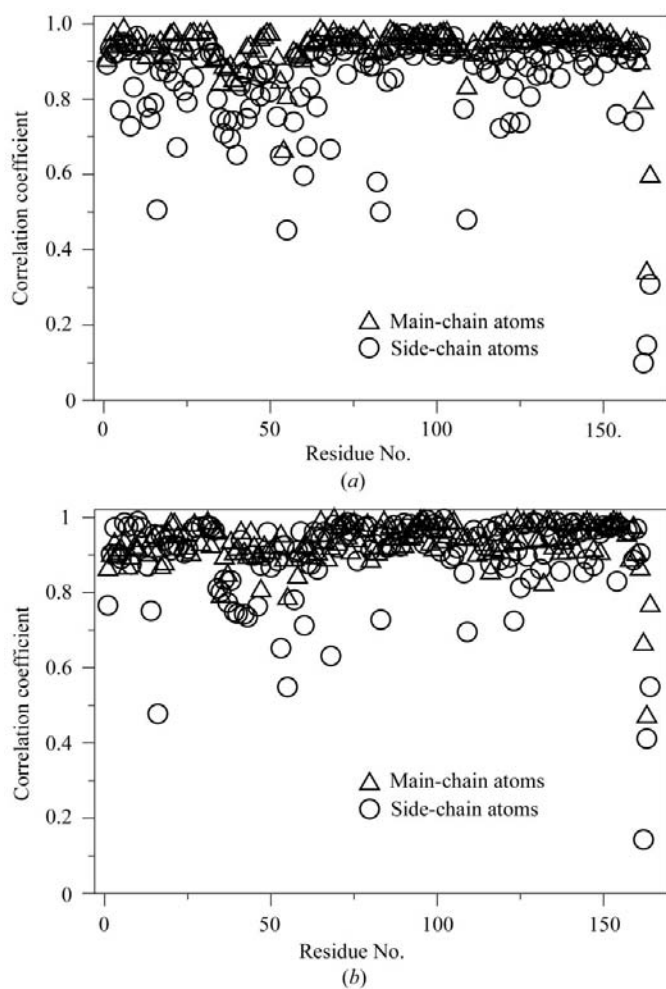 1.0
0.8
0.6
0.4
0.2
0
Correlation coefficient
Main-chain atoms
Side-chain atoms
0 50 100 150.
Residue No.
(a)
1
0.8
0.6
0.4
0.2
0
Correlation coefficient
Main-chain atoms
Side-chain atoms
0 50 100 150
Residue No.
(b)